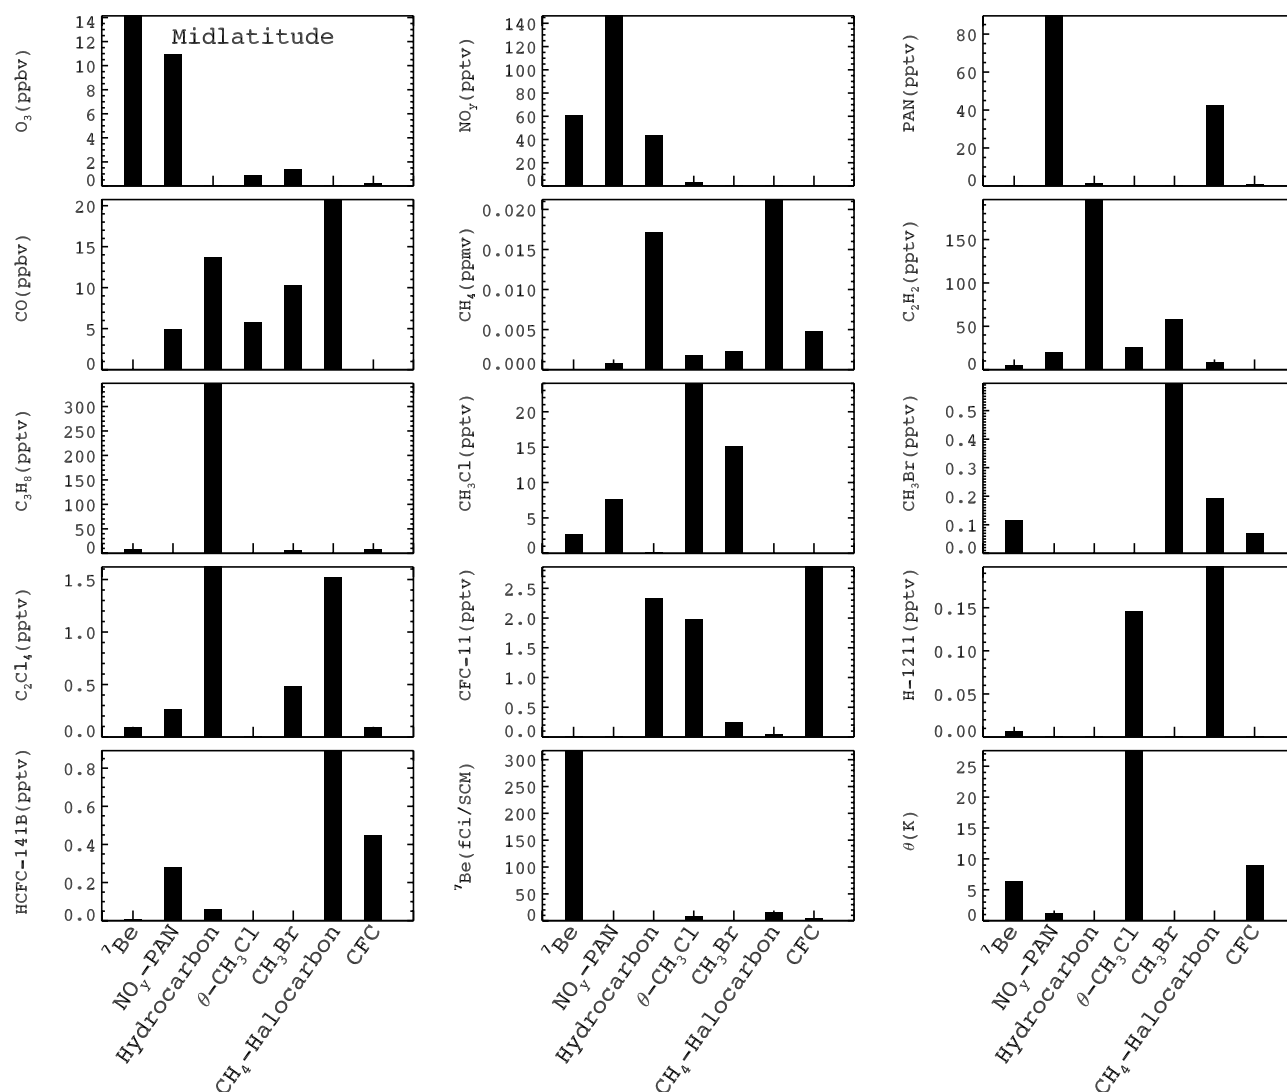 Midlatitude
O₃(ppbv)
14
12
10
8
6
4
2
0
NOᵧ(pptv)
140
120
100
80
60
40
20
0
PAN(pptv)
80
60
40
20
0
CO(ppbv)
20
15
10
5
0
CH₄(ppmv)
0.020
0.015
0.010
0.005
0.000
C₂H₂(pptv)
150
100
50
0
C₃H₈(pptv)
300
250
200
150
100
50
0
CH₃Cl(pptv)
20
15
10
5
0
CH₃Br(pptv)
0.5
0.4
0.3
0.2
0.1
0.0
C₂Cl₄(pptv)
1.5
1.0
0.5
0.0
CFC-11(pptv)
2.5
2.0
1.5
1.0
0.5
0.0
H-1211(pptv)
0.15
0.10
0.05
0.00
HCFC-141B(pptv)
0.8
0.6
0.4
0.2
0.0
⁷Be(fCi/SCM)
300
250
200
150
100
50
0
θ(K)
25
20
15
10
5
0
⁷Be
NOᵧ-PAN
Hydrocarbon
θ-CH₃Cl
CH₃Br
CH₄-Halocarbon
CFC
⁷Be
NOᵧ-PAN
Hydrocarbon
θ-CH₃Cl
CH₃Br
CH₄-Halocarbon
CFC
⁷Be
NOᵧ-PAN
Hydrocarbon
θ-CH₃Cl
CH₃Br
CH₄-Halocarbon
CFC